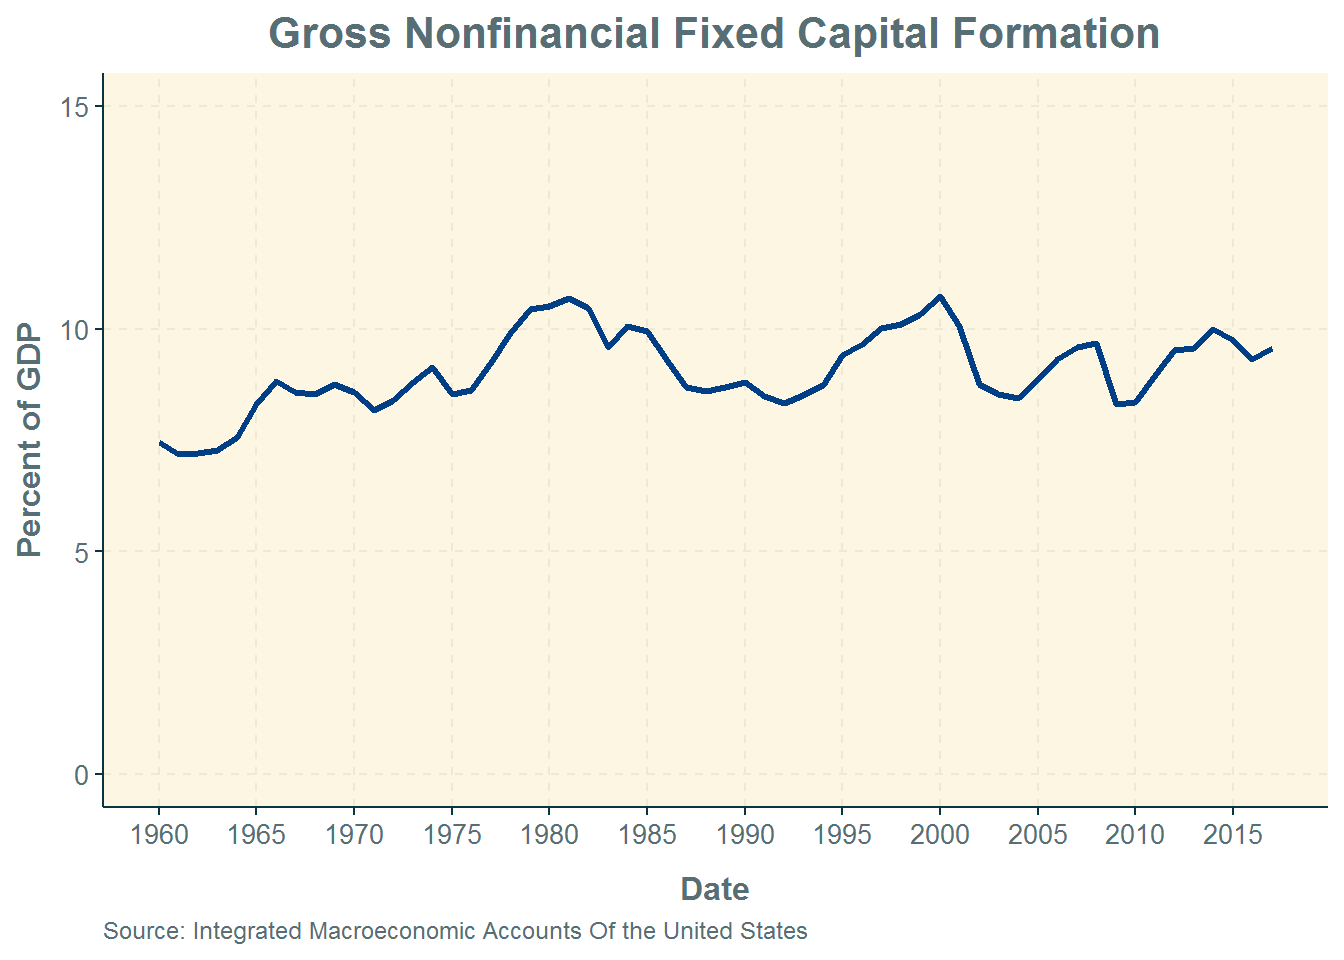 Gross Nonfinancial Fixed Capital Formation
Percent of GDP
15
10
5
0
1960 1965 1970 1975 1980 1985 1990 1995 2000 2005 2010 2015
Date
Source: Integrated Macroeconomic Accounts Of the United States